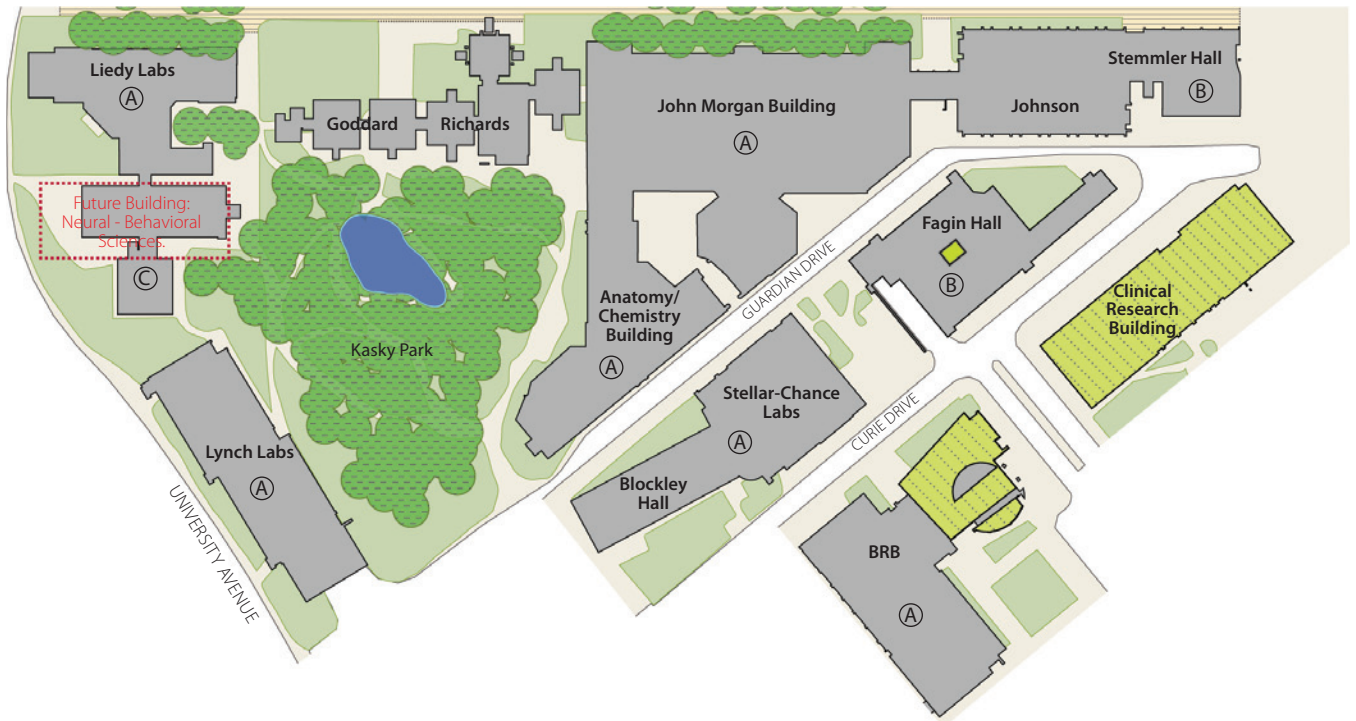 Liedy Labs
A
Goddard
Richards
John Morgan Building
A
Johnson
Stemmler Hall
B
Future Building:
Neural - Behavioral
Sciences.
C
Kasky Park
Anatomy/
Chemistry
Building
A
GUARDIAN DRIVE
Fagin Hall
B
Clinical
Research
Building
Stellar-Chance
Labs
A
Blockley
Hall
CURIE DRIVE
Lynch Labs
A
UNIVERSITY AVENUE
BRB
A